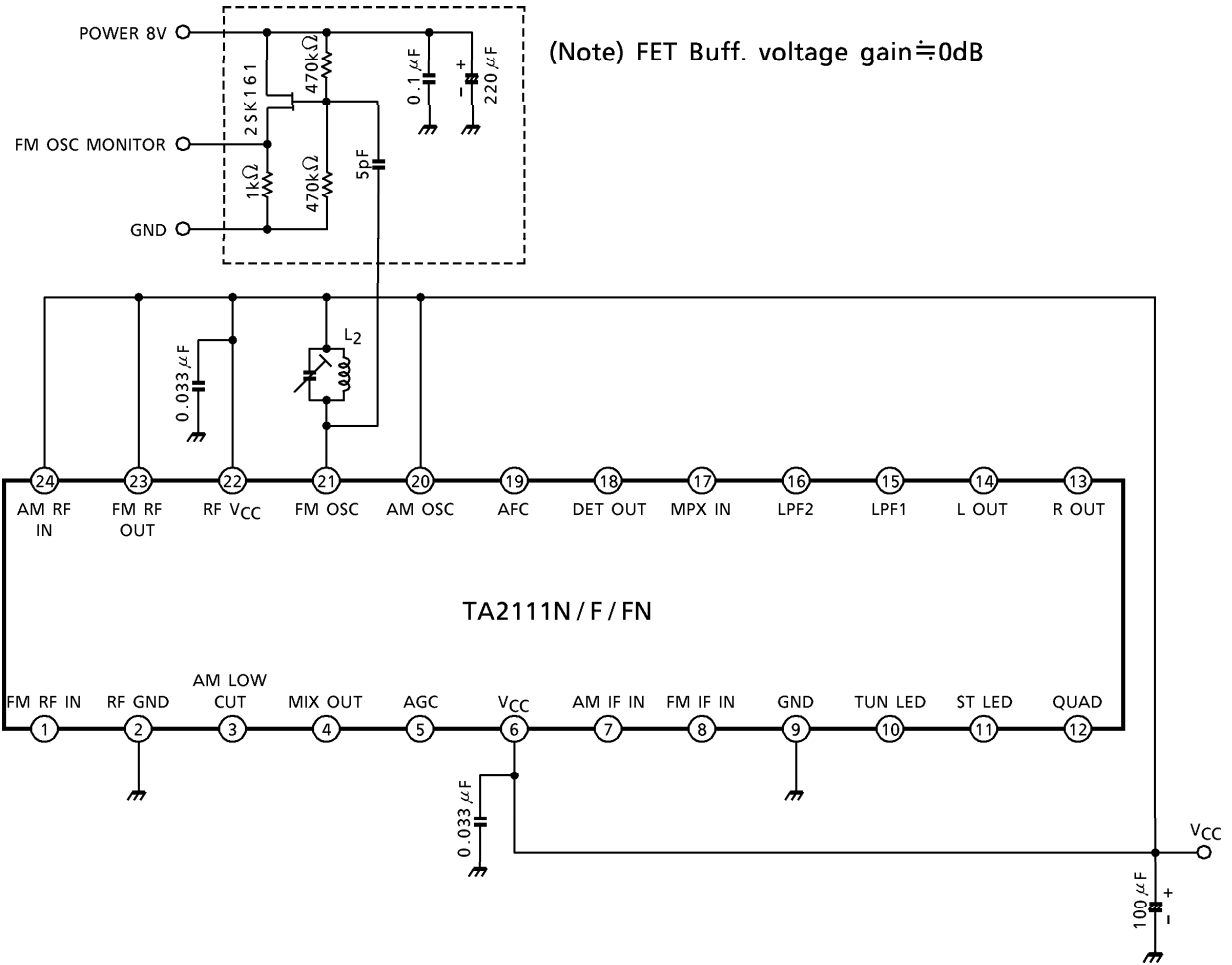 POWER 8V
(Note) FET Buff. voltage gain≒0dB
470kΩ
0.1μF
+
-
220μF
2SK161
FM OSC MONITOR
1kΩ
470kΩ
5pF
GND
L2
0.033μF
24 23 22 21 20 19 18 17 16 15 14 13
AM RF IN
FM RF OUT
RF VCC
FM OSC
AM OSC
AFC
DET OUT
MPX IN
LPF2
LPF1
L OUT
R OUT
TA2111N/F/FN
FM RF IN
RF GND
AM LOW CUT
MIX OUT
AGC
VCC
AM IF IN
FM IF IN
GND
TUN LED
ST LED
QUAD
1 2 3 4 5 6 7 8 9 10 11 12
0.033μF
VCC
100μF
+
-